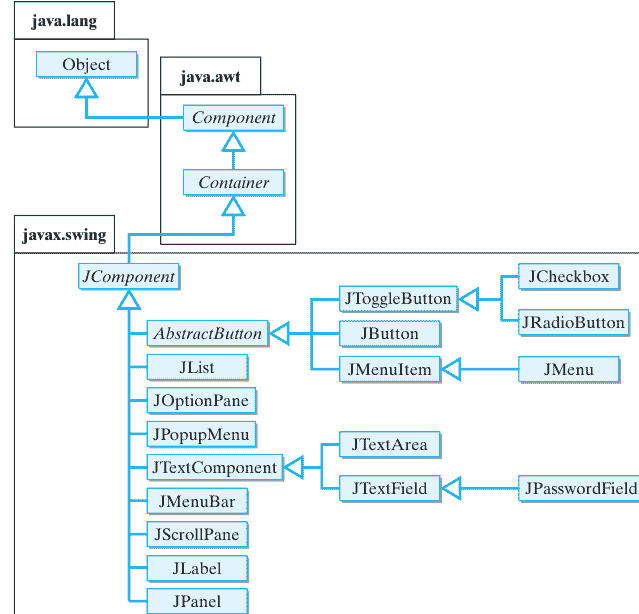 java.lang
Object
java.awt
Component
Container
javax.swing
JComponent
JCheckbox
JToggleButton
JRadioButton
AbstractButton
JButton
JList
JMenuItem
JMenu
JOptionPane
JPopupMenu
JTextArea
JTextComponent
JTextField
JPasswordField
JMenuBar
JScrollPane
JLabel
JPanel